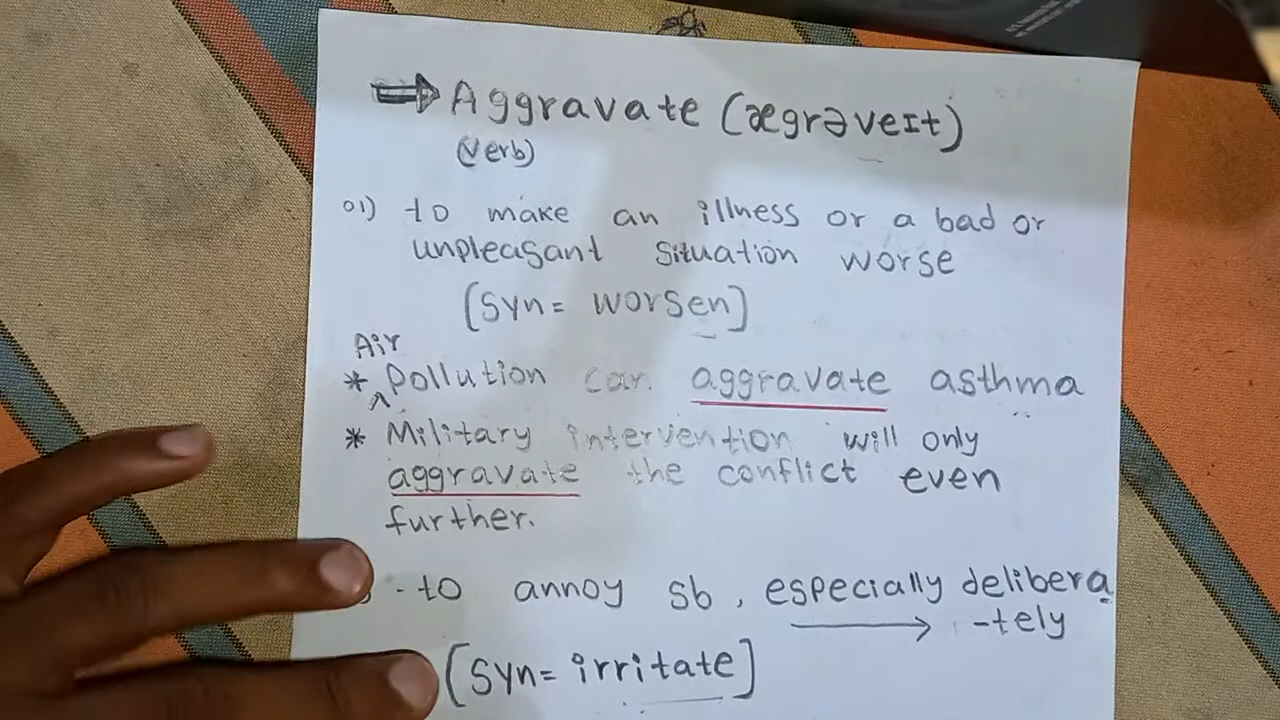 Aggravate (ægrəveɪt)
(verb)
01) to make an illness or a bad or
unpleasant situation worse
[Syn= worsen]
Air
* pollution can aggravate asthma
* Military intervention will only
aggravate the conflict even
further.
- to annoy sb, especially delibera
-tely
[Syn= irritate]